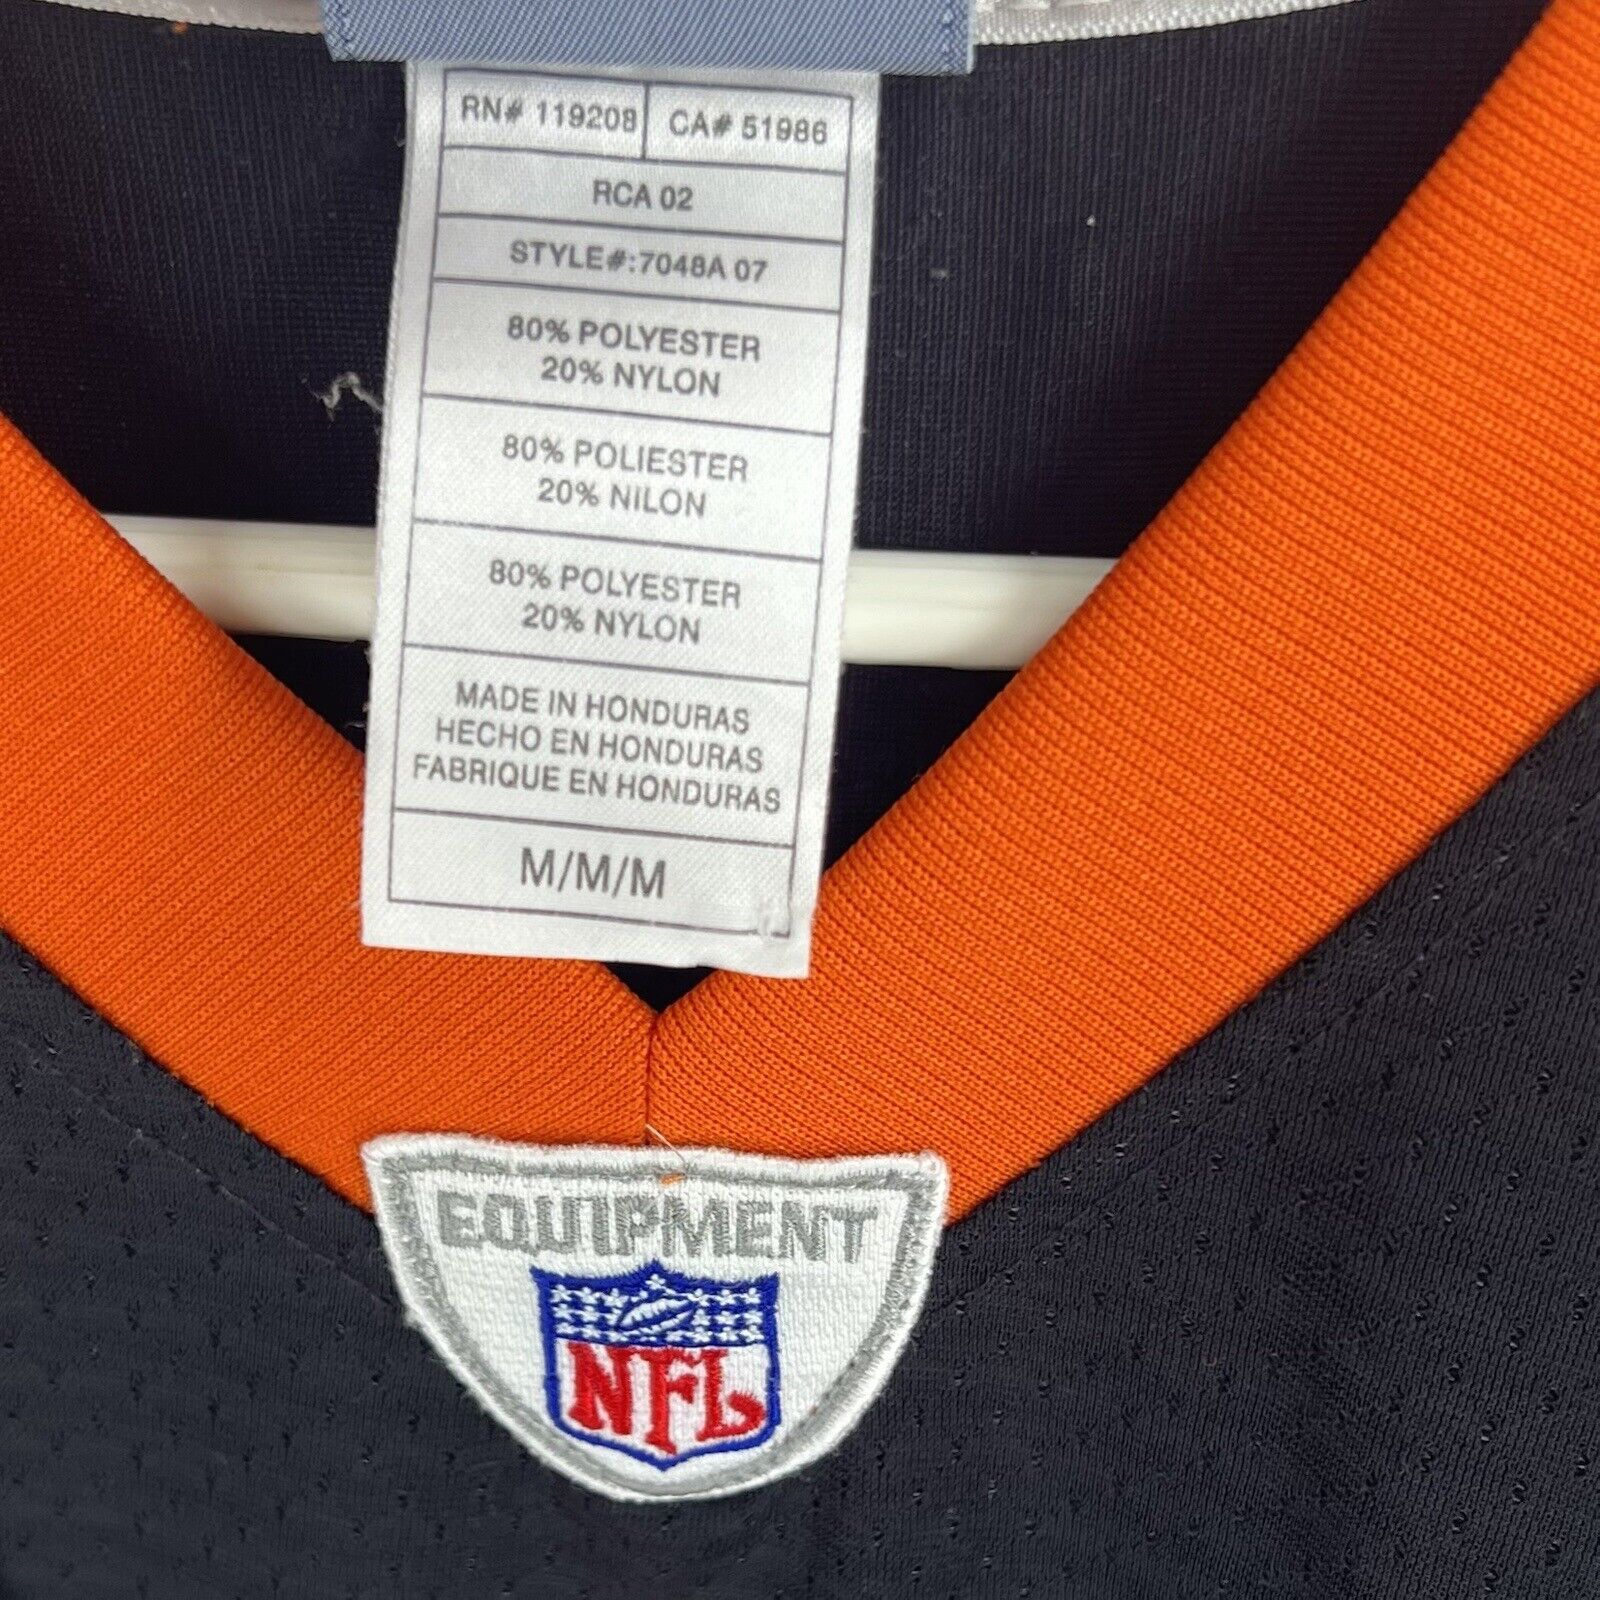 RN# 119208 CA# 51986
RCA 02
STYLE#:7048A 07
80% POLYESTER
20% NYLON
80% POLIESTER
20% NILON
80% POLYESTER
20% NYLON
MADE IN HONDURAS
HECHO EN HONDURAS
FABRIQUE EN HONDURAS
M/M/M
EQUIPMENT
NFL